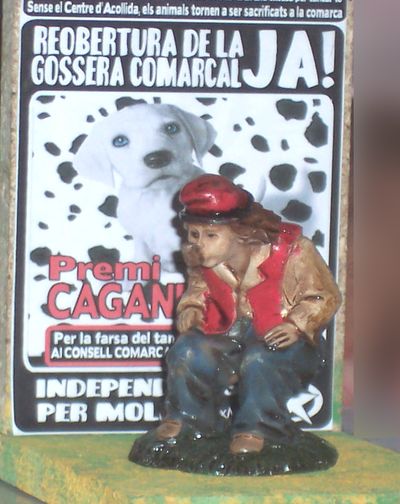 Sense el Centre d'Acollida, els animals tornen a ser sacrificats a la comarca
REOBERTURA DE LA
GOSSERA COMARCAL JA!
Premi
CAGAN
Per la farsa del tan
Al CONSELL COMARC
INDEPEN
PER MOL